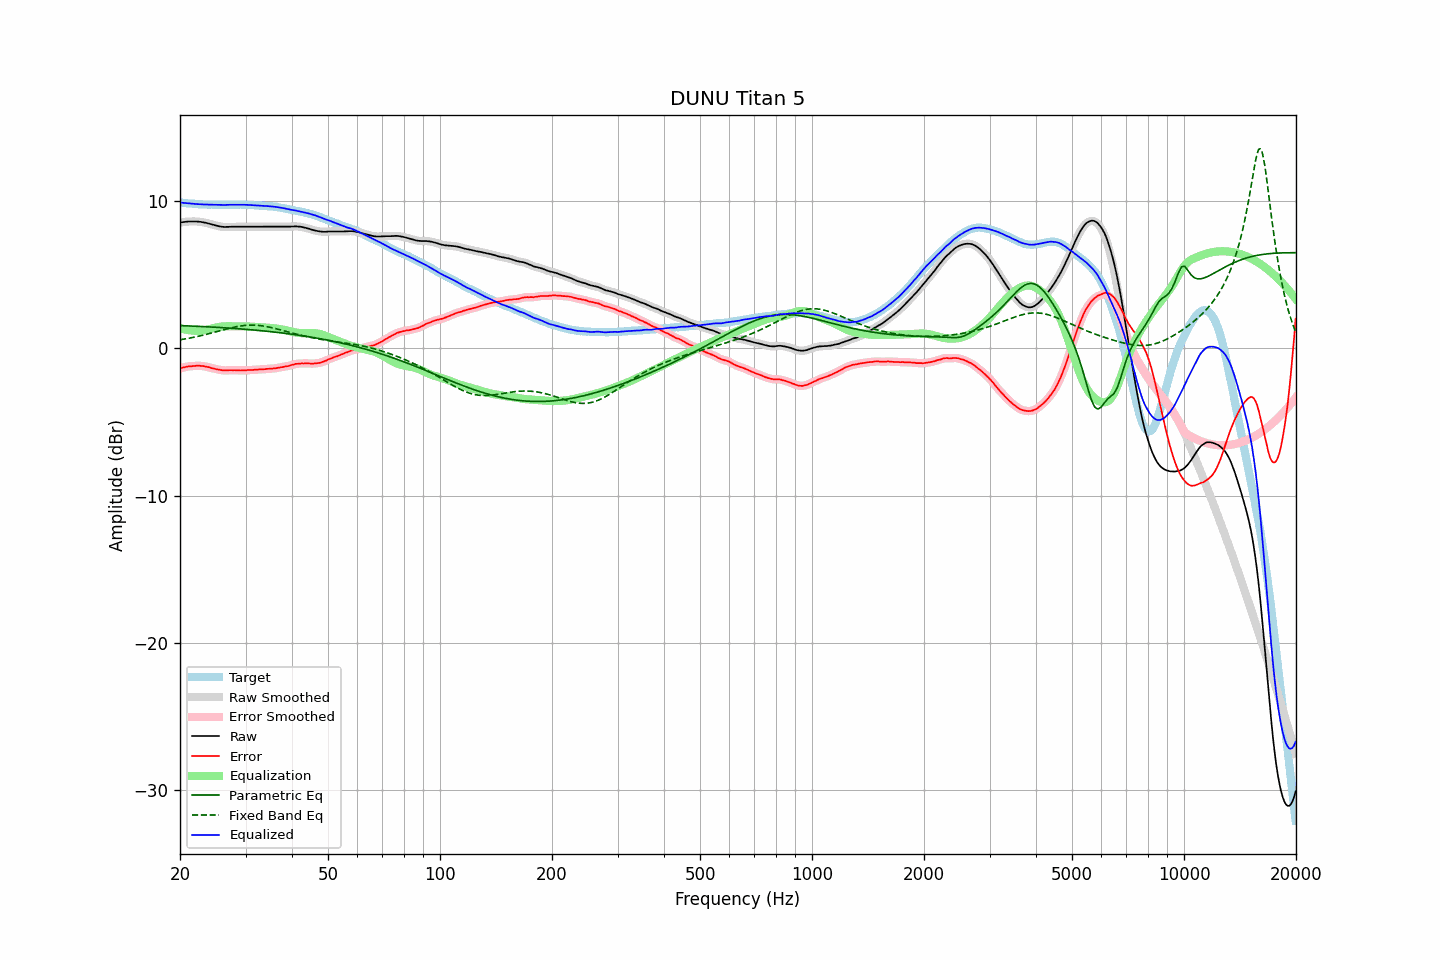 DUNU Titan 5
Amplitude (dBr)
10
0
−10
−20
−30
Target
Raw Smoothed
Error Smoothed
Raw
Error
Equalization
Parametric Eq
Fixed Band Eq
Equalized
20 50 100 200 500 1000 2000 5000 10000 20000
Frequency (Hz)